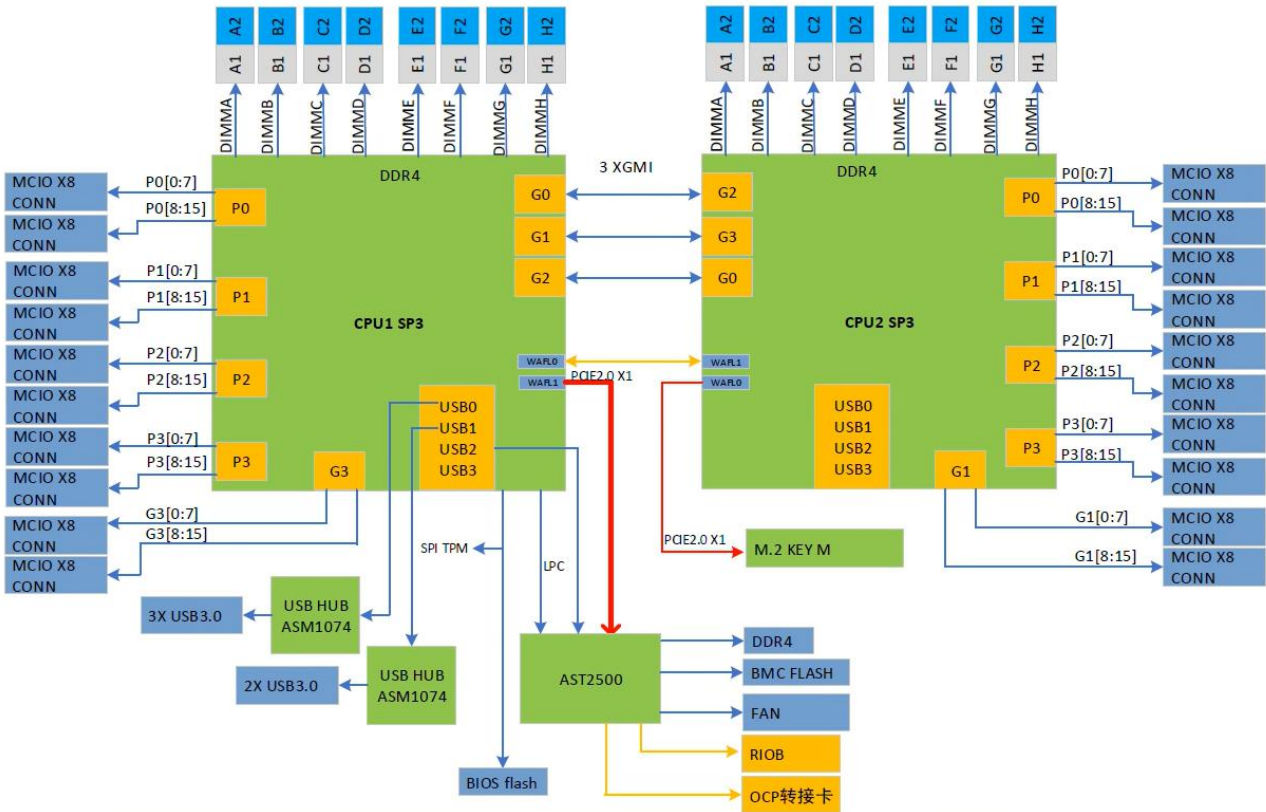 A2 B2 C2 D2 E2 F2 G2 H2
A1 B1 C1 D1 E1 F1 G1 H1
DIMMA DIMMB DIMMC DIMMD DIMME DIMMF DIMMG DIMMH
DDR4
MCIO X8
CONN
P0[0:7]
P0[8:15]
MCIO X8
CONN
P0
MCIO X8
CONN
P1[0:7]
P1[8:15]
MCIO X8
CONN
P1
MCIO X8
CONN
P2[0:7]
P2[8:15]
MCIO X8
CONN
P2
MCIO X8
CONN
P3[0:7]
P3[8:15]
MCIO X8
CONN
P3
MCIO X8
CONN
G3[0:7]
G3[8:15]
MCIO X8
CONN
G3
CPU1 SP3
G0
G1
G2
WAFL0
WAFL1
USB0
USB1
USB2
USB3
3 XGMI
PCIE2.0 X1
A2 B2 C2 D2 E2 F2 G2 H2
A1 B1 C1 D1 E1 F1 G1 H1
DIMMA DIMMB DIMMC DIMMD DIMME DIMMF DIMMG DIMMH
DDR4
G2
G3
G0
CPU2 SP3
WAFL1
WAFL0
USB0
USB1
USB2
USB3
P0
P0[0:7]
P0[8:15]
MCIO X8
CONN
MCIO X8
CONN
P1
P1[0:7]
P1[8:15]
MCIO X8
CONN
MCIO X8
CONN
P2
P2[0:7]
P2[8:15]
MCIO X8
CONN
MCIO X8
CONN
P3
P3[0:7]
P3[8:15]
MCIO X8
CONN
MCIO X8
CONN
G1
G1[0:7]
G1[8:15]
MCIO X8
CONN
MCIO X8
CONN
PCIE2.0 X1
M.2 KEY M
SPI TPM
LPC
3X USB3.0
USB HUB
ASM1074
2X USB3.0
USB HUB
ASM1074
AST2500
DDR4
BMC FLASH
FAN
RIOB
OCP转接卡
BIOS flash